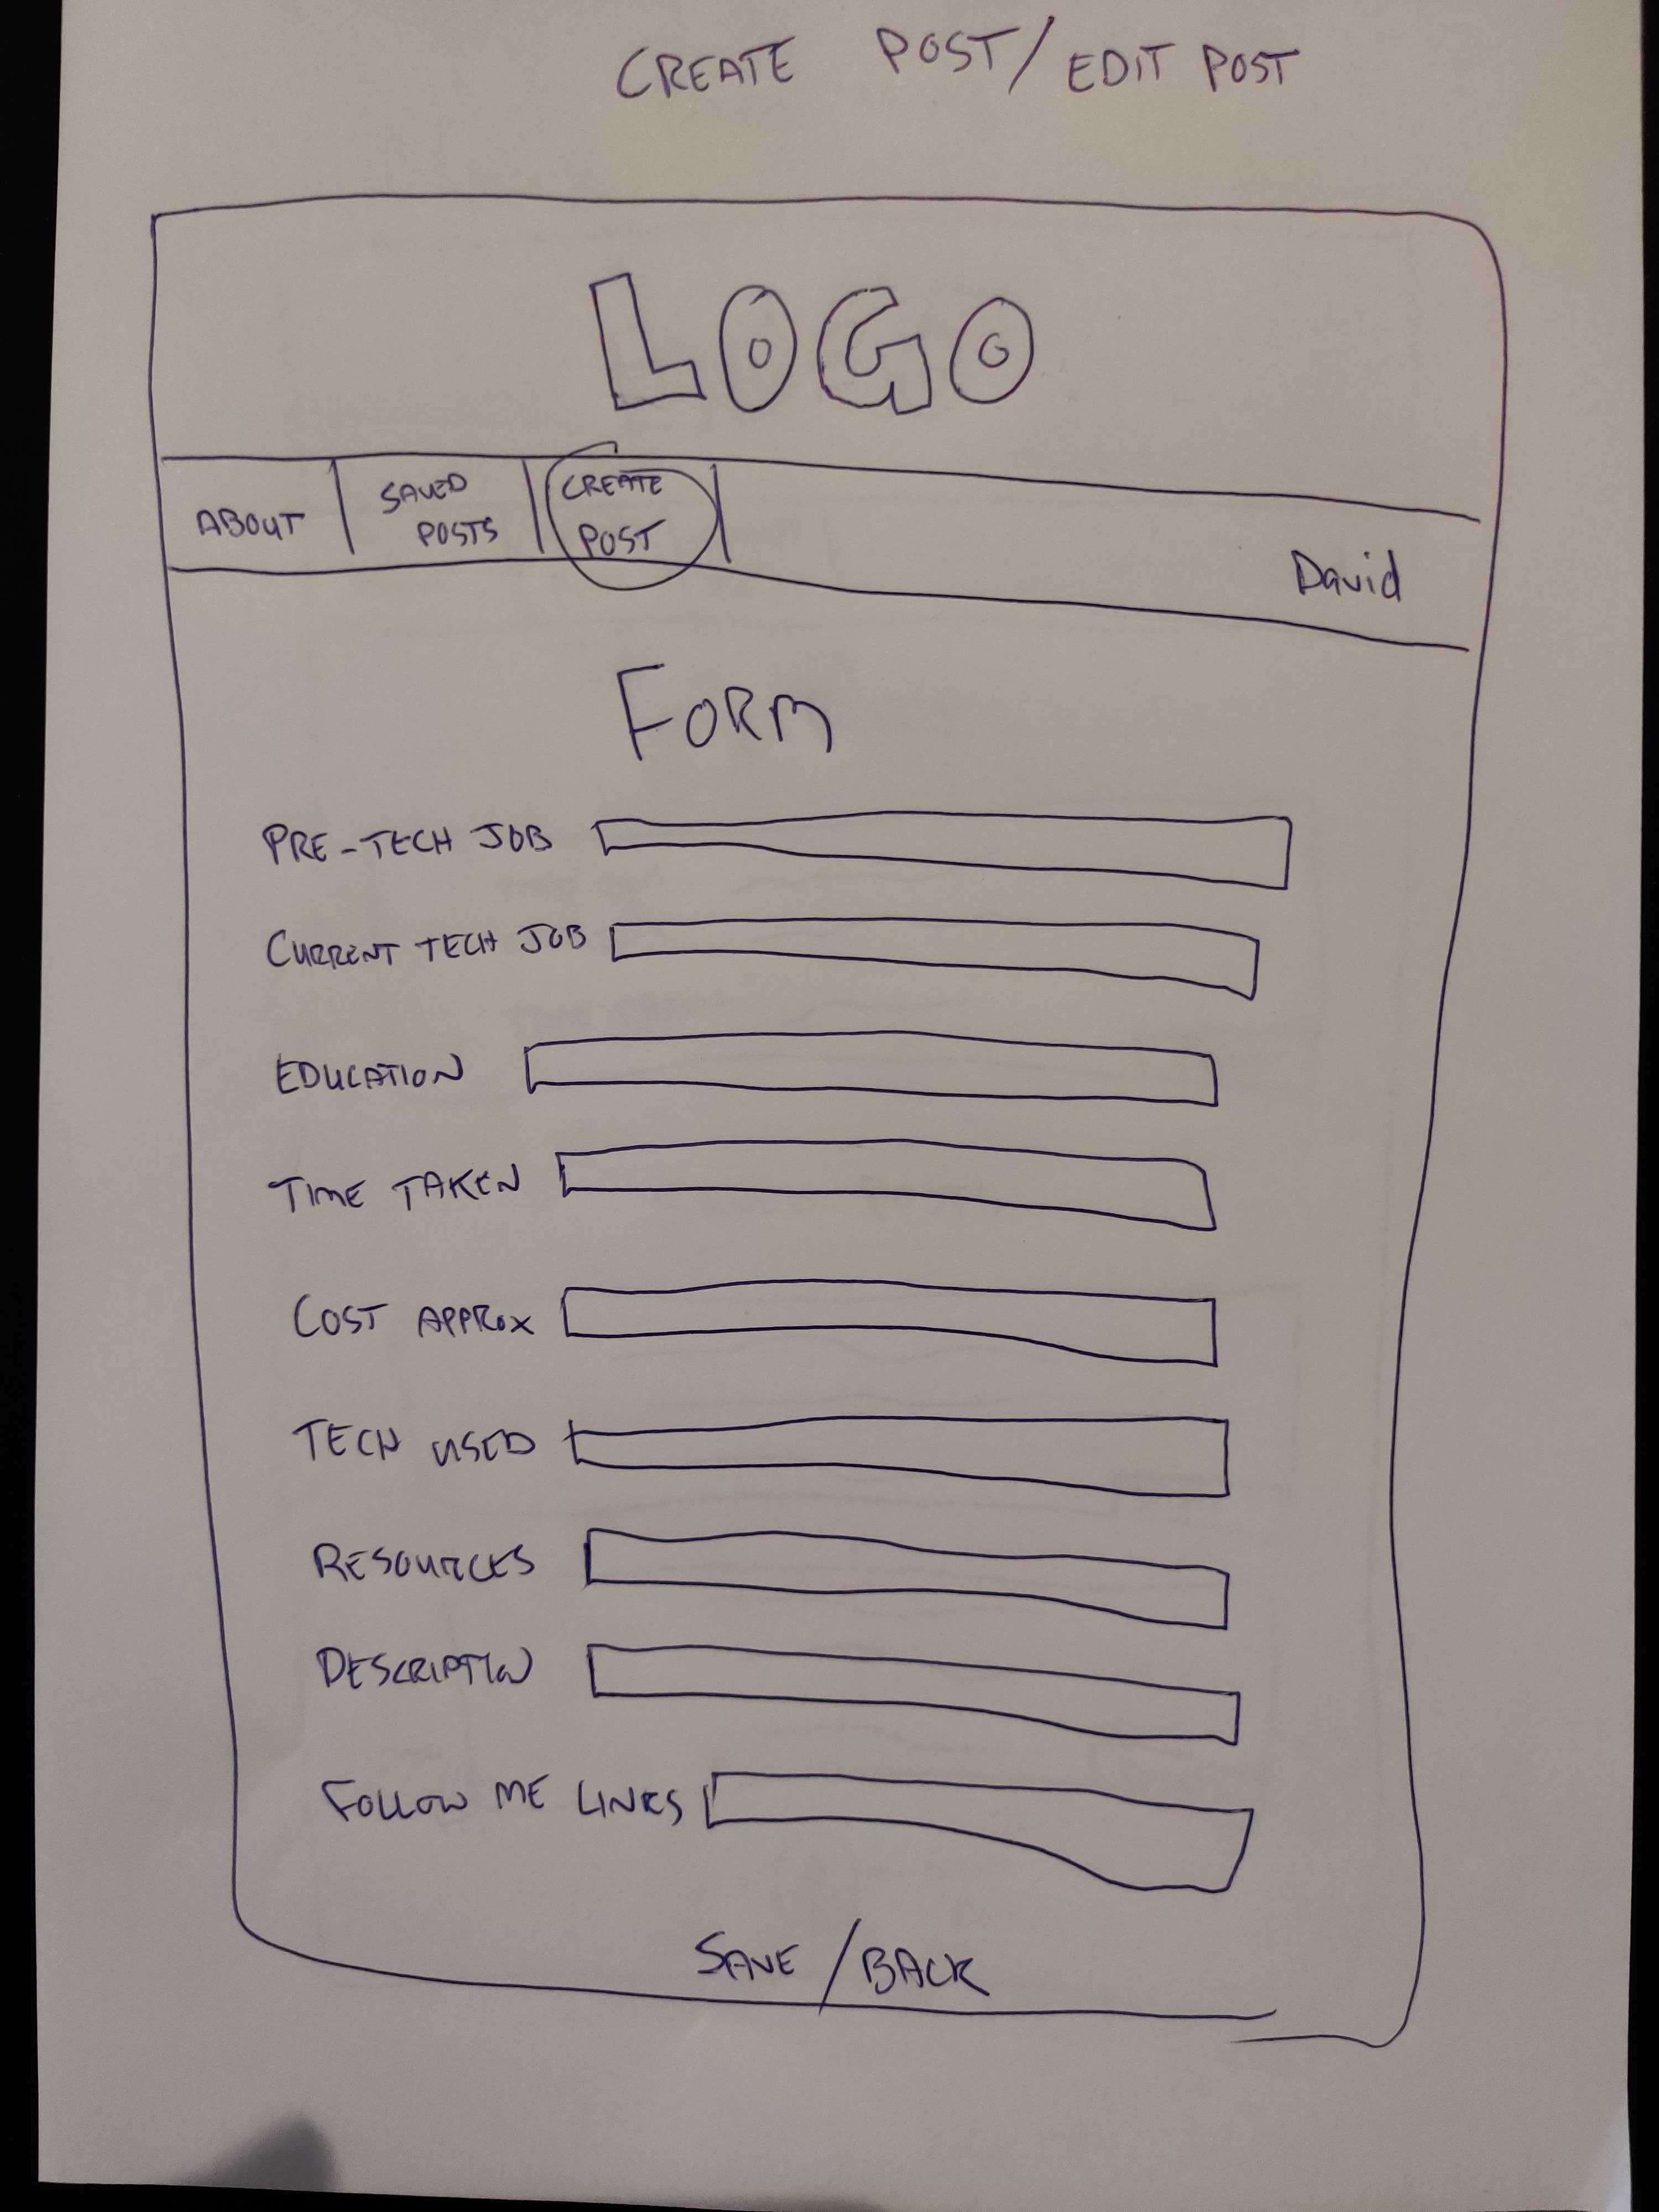 CREATE POST/EDIT POST
LOGO
ABOUT
SAVED
POSTS
CREATE
POST
David
FORM
PRE-TECH JOB
CURRENT TECH JOB
EDUCATION
TIME TAKEN
COST APPROX
TECH USED
RESOURCES
DESCRIPTION
FOLLOW ME LINKS
SAVE/BACK